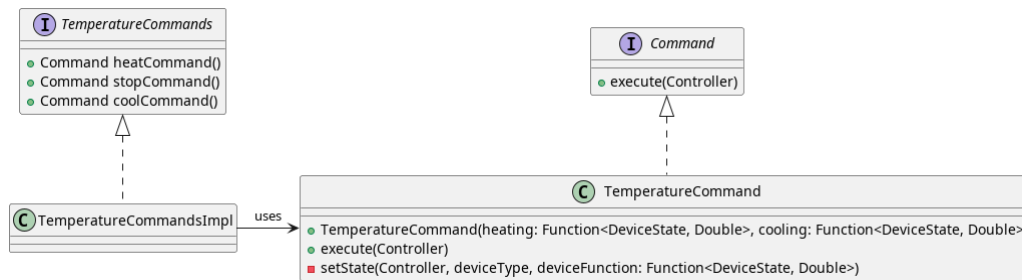 I TemperatureCommands
Command heatCommand()
Command stopCommand()
Command coolCommand()
I Command
execute(Controller)
C TemperatureCommandsImpl
uses
C TemperatureCommand
TemperatureCommand(heating: Function<DeviceState, Double>, cooling: Function<DeviceState, Double>
execute(Controller)
setState(Controller, deviceType, deviceFunction: Function<DeviceState, Double>)